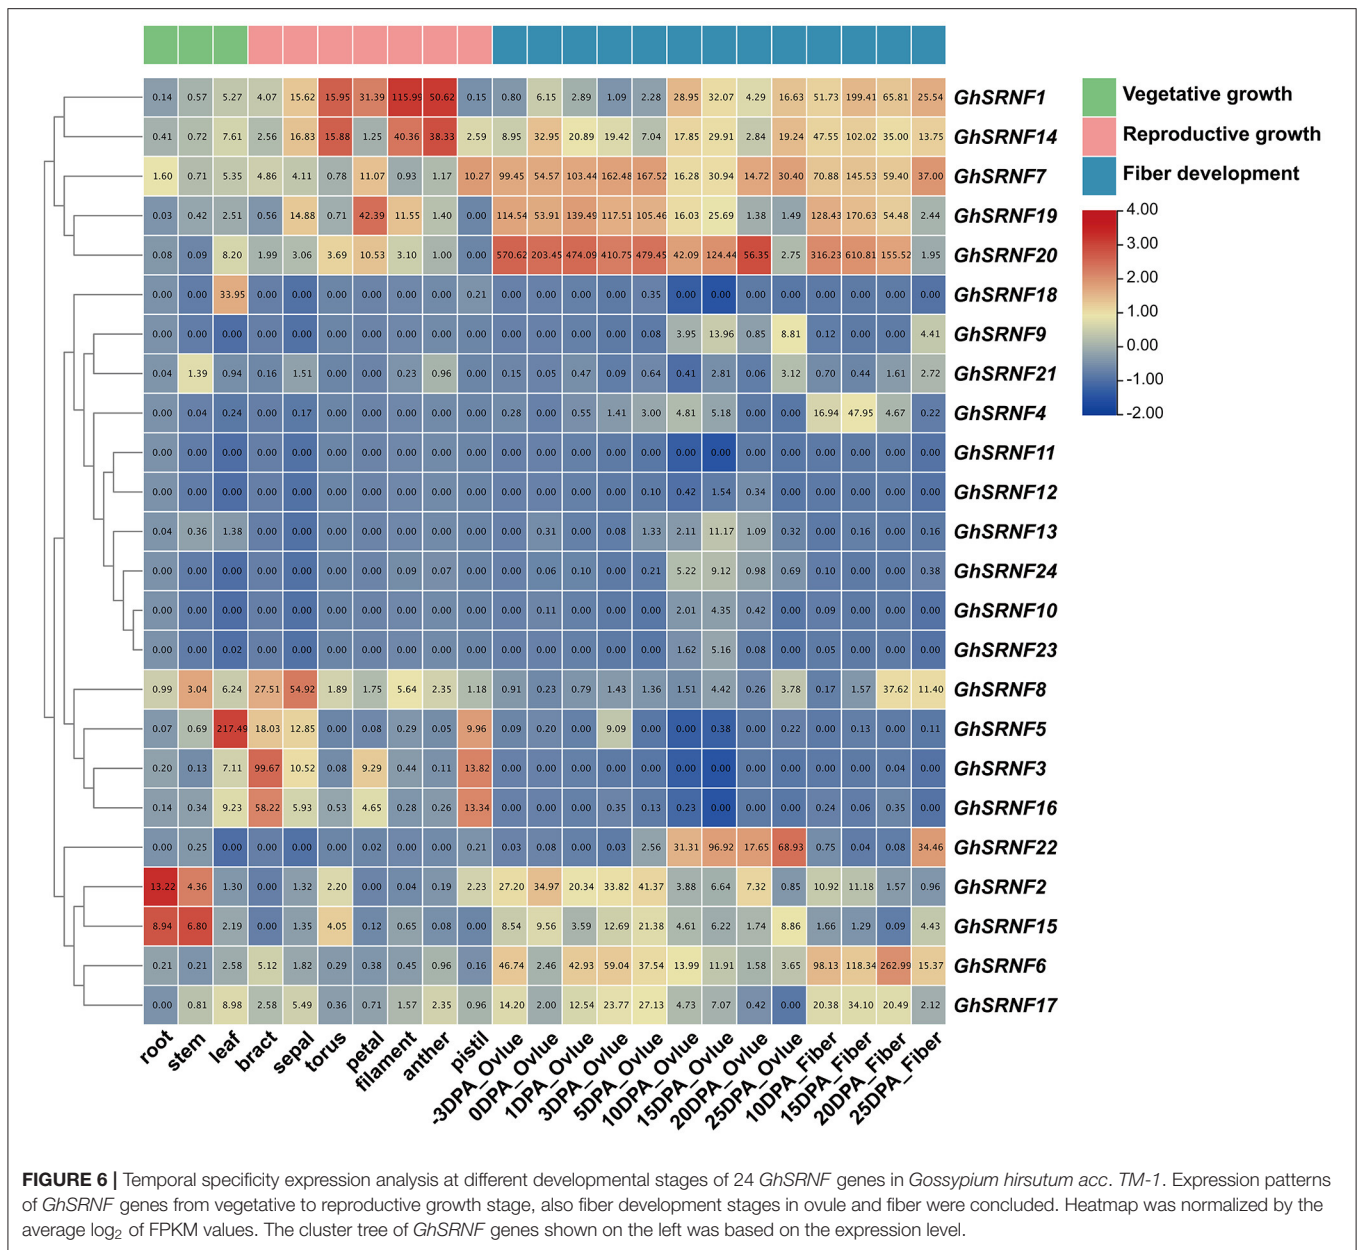 Vegetative growth
Reproductive growth
Fiber development
4.00
3.00
2.00
1.00
0.00
-1.00
-2.00
0.14 0.57 5.27 4.07 15.62 15.95 31.39 115.99 50.62 0.15 0.80 6.15 2.89 1.09 2.28 28.95 32.07 4.29 16.63 51.73 199.41 65.81 25.54 GhSRNF1
0.41 0.72 7.61 2.56 16.83 15.88 1.25 40.36 38.33 2.59 8.95 32.95 20.89 19.42 7.04 17.85 29.91 2.84 19.24 47.55 102.02 35.00 13.75 GhSRNF14
1.60 0.71 5.35 4.86 4.11 0.78 11.07 0.93 1.17 10.27 99.45 54.57 103.44 162.48 167.52 16.28 30.94 14.72 30.40 70.88 145.53 59.40 37.00 GhSRNF7
0.03 0.42 2.51 0.56 14.88 0.71 42.39 11.55 1.40 0.00 114.54 53.91 139.49 117.51 105.46 16.03 25.69 1.38 1.49 128.43 170.63 54.48 2.44 GhSRNF19
0.08 0.09 8.20 1.99 3.06 3.69 10.53 3.10 1.00 0.00 570.62 203.45 474.09 410.75 479.45 42.09 124.44 56.35 2.75 316.23 610.81 155.52 1.95 GhSRNF20
0.00 0.00 33.95 0.00 0.00 0.00 0.00 0.00 0.00 0.21 0.00 0.00 0.00 0.00 0.35 0.00 0.00 0.00 0.00 0.00 0.00 0.00 0.00 GhSRNF18
0.00 0.00 0.00 0.00 0.00 0.00 0.00 0.00 0.00 0.00 0.00 0.00 0.00 0.00 0.08 3.95 13.96 0.85 8.81 0.12 0.00 0.00 4.41 GhSRNF9
0.04 1.39 0.94 0.16 1.51 0.00 0.00 0.23 0.96 0.00 0.15 0.05 0.47 0.09 0.64 0.41 2.81 0.06 3.12 0.70 0.44 1.61 2.72 GhSRNF21
0.00 0.04 0.24 0.00 0.17 0.00 0.00 0.00 0.00 0.00 0.28 0.00 0.55 1.41 3.00 4.81 5.18 0.00 0.00 16.94 47.95 4.67 0.22 GhSRNF4
0.00 0.00 0.00 0.00 0.00 0.00 0.00 0.00 0.00 0.00 0.00 0.00 0.00 0.00 0.00 0.00 0.00 0.00 0.00 0.00 0.00 0.00 0.00 GhSRNF11
0.00 0.00 0.00 0.00 0.00 0.00 0.00 0.00 0.00 0.00 0.00 0.00 0.00 0.00 0.10 0.42 1.54 0.34 0.00 0.00 0.00 0.00 0.00 GhSRNF12
0.04 0.36 1.38 0.00 0.00 0.00 0.00 0.00 0.00 0.00 0.00 0.31 0.00 0.08 1.33 2.11 11.17 1.09 0.32 0.00 0.16 0.00 0.16 GhSRNF13
0.00 0.00 0.00 0.00 0.00 0.00 0.00 0.09 0.07 0.00 0.00 0.06 0.10 0.00 0.21 5.22 9.12 0.98 0.69 0.10 0.00 0.00 0.38 GhSRNF24
0.00 0.00 0.00 0.00 0.00 0.00 0.00 0.00 0.00 0.00 0.00 0.11 0.00 0.00 0.00 2.01 4.35 0.42 0.00 0.09 0.00 0.00 0.00 GhSRNF10
0.00 0.00 0.02 0.00 0.00 0.00 0.00 0.00 0.00 0.00 0.00 0.00 0.00 0.00 0.00 1.62 5.16 0.08 0.00 0.05 0.00 0.00 0.00 GhSRNF23
0.99 3.04 6.24 27.51 54.92 1.89 1.75 5.64 2.35 1.18 0.91 0.23 0.79 1.43 1.36 1.51 4.42 0.26 3.78 0.17 1.57 37.62 11.40 GhSRNF8
0.07 0.69 217.49 18.03 12.85 0.00 0.08 0.29 0.05 9.96 0.09 0.20 0.00 9.09 0.00 0.00 0.38 0.00 0.22 0.00 0.13 0.00 0.11 GhSRNF5
0.20 0.13 7.11 99.67 10.52 0.08 9.29 0.44 0.11 13.82 0.00 0.00 0.00 0.00 0.00 0.00 0.00 0.00 0.00 0.00 0.00 0.04 0.00 GhSRNF3
0.14 0.34 9.23 58.22 5.93 0.53 4.65 0.28 0.26 13.34 0.00 0.00 0.00 0.35 0.13 0.23 0.00 0.00 0.00 0.24 0.06 0.35 0.00 GhSRNF16
0.00 0.25 0.00 0.00 0.00 0.00 0.02 0.00 0.00 0.21 0.03 0.08 0.00 0.03 2.56 31.31 96.92 17.65 68.93 0.75 0.04 0.08 34.46 GhSRNF22
13.22 4.36 1.30 0.00 1.32 2.20 0.00 0.04 0.19 2.23 27.20 34.97 20.34 33.82 41.37 3.88 6.64 7.32 0.85 10.92 11.18 1.57 0.96 GhSRNF2
8.94 6.80 2.19 0.00 1.35 4.05 0.12 0.65 0.08 0.00 8.54 9.56 3.59 12.69 21.38 4.61 6.22 1.74 8.86 1.66 1.29 0.09 4.43 GhSRNF15
0.21 0.21 2.58 5.12 1.82 0.29 0.38 0.45 0.96 0.16 46.74 2.46 42.93 59.04 37.54 13.99 11.91 1.58 3.65 98.13 118.34 262.99 15.37 GhSRNF6
0.00 0.81 8.98 2.58 5.49 0.36 0.71 1.57 2.35 0.96 14.20 2.00 12.54 23.77 27.13 4.73 7.07 0.42 0.00 20.38 34.10 20.49 2.12 GhSRNF17
root stem leaf bract sepal torus petal filament anther pistil -3DPA_Ovlue 0DPA_Ovlue 1DPA_Ovlue 3DPA_Ovlue 5DPA_Ovlue 10DPA_Ovlue 15DPA_Ovlue 20DPA_Ovlue 25DPA_Ovlue 10DPA_Fiber 15DPA_Fiber 20DPA_Fiber 25DPA_Fiber
FIGURE 6 | Temporal specificity expression analysis at different developmental stages of 24 GhSRNF genes in Gossypium hirsutum acc. TM-1. Expression patterns
of GhSRNF genes from vegetative to reproductive growth stage, also fiber development stages in ovule and fiber were concluded. Heatmap was normalized by the
average log₂ of FPKM values. The cluster tree of GhSRNF genes shown on the left was based on the expression level.